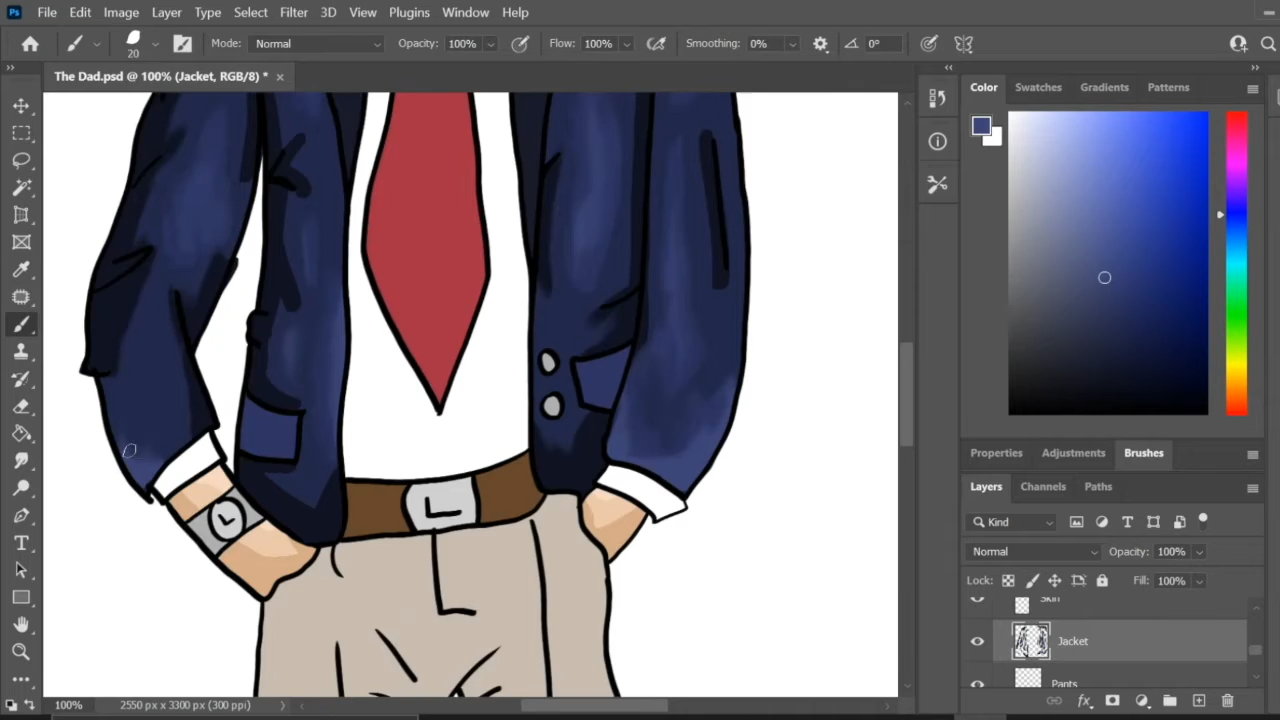 Ps File Edit Image Layer Type Select Filter 3D View Plugins Window Help
20 Mode: Normal Opacity: 100% Flow: 100% Smoothing: 0% 0°
The Dad.psd @ 100% (Jacket, RGB/8) * ×
Color Swatches Gradients Patterns
Properties Adjustments Brushes
Layers Channels Paths
Kind
Normal Opacity: 100%
Lock: Fill: 100%
Skin
Jacket
Pants
fx
100% 2550 px x 3300 px (300 ppi)